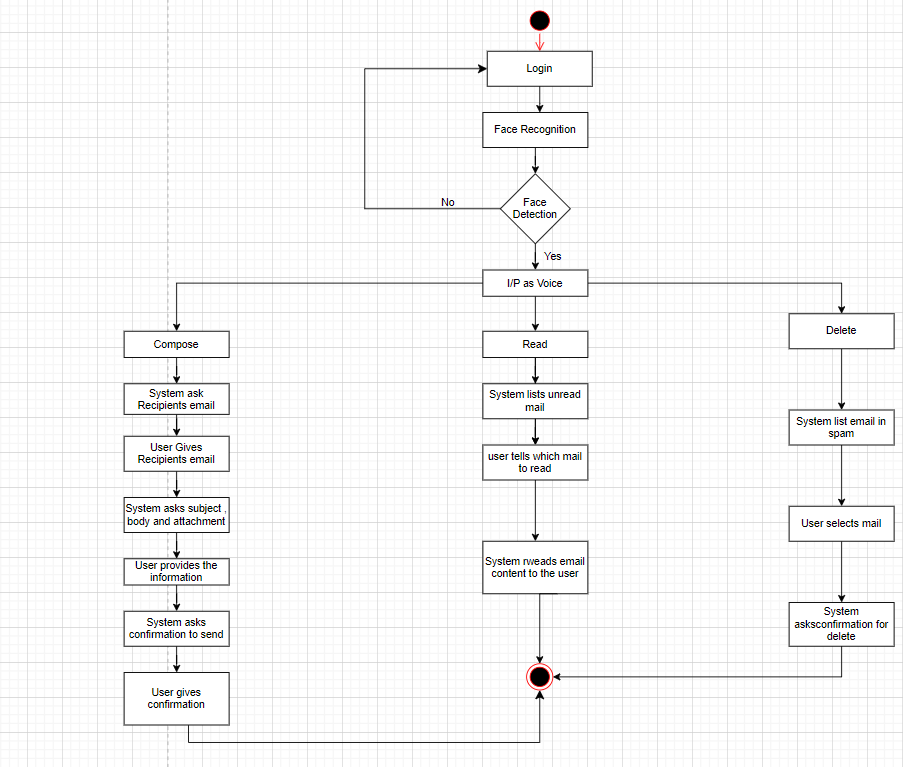 Login
Face Recognition
Face
Detection
No
Yes
I/P as Voice
Compose
System ask
Recipients email
User Gives
Recipients email
System asks subject ,
body and attachment
User provides the
information
System asks
confirmation to send
User gives
confirmation
Read
System lists unread
mail
user tells which mail
to read
System rweads email
content to the user
Delete
System list email in
spam
User selects mail
System
asksconfirmation for
delete